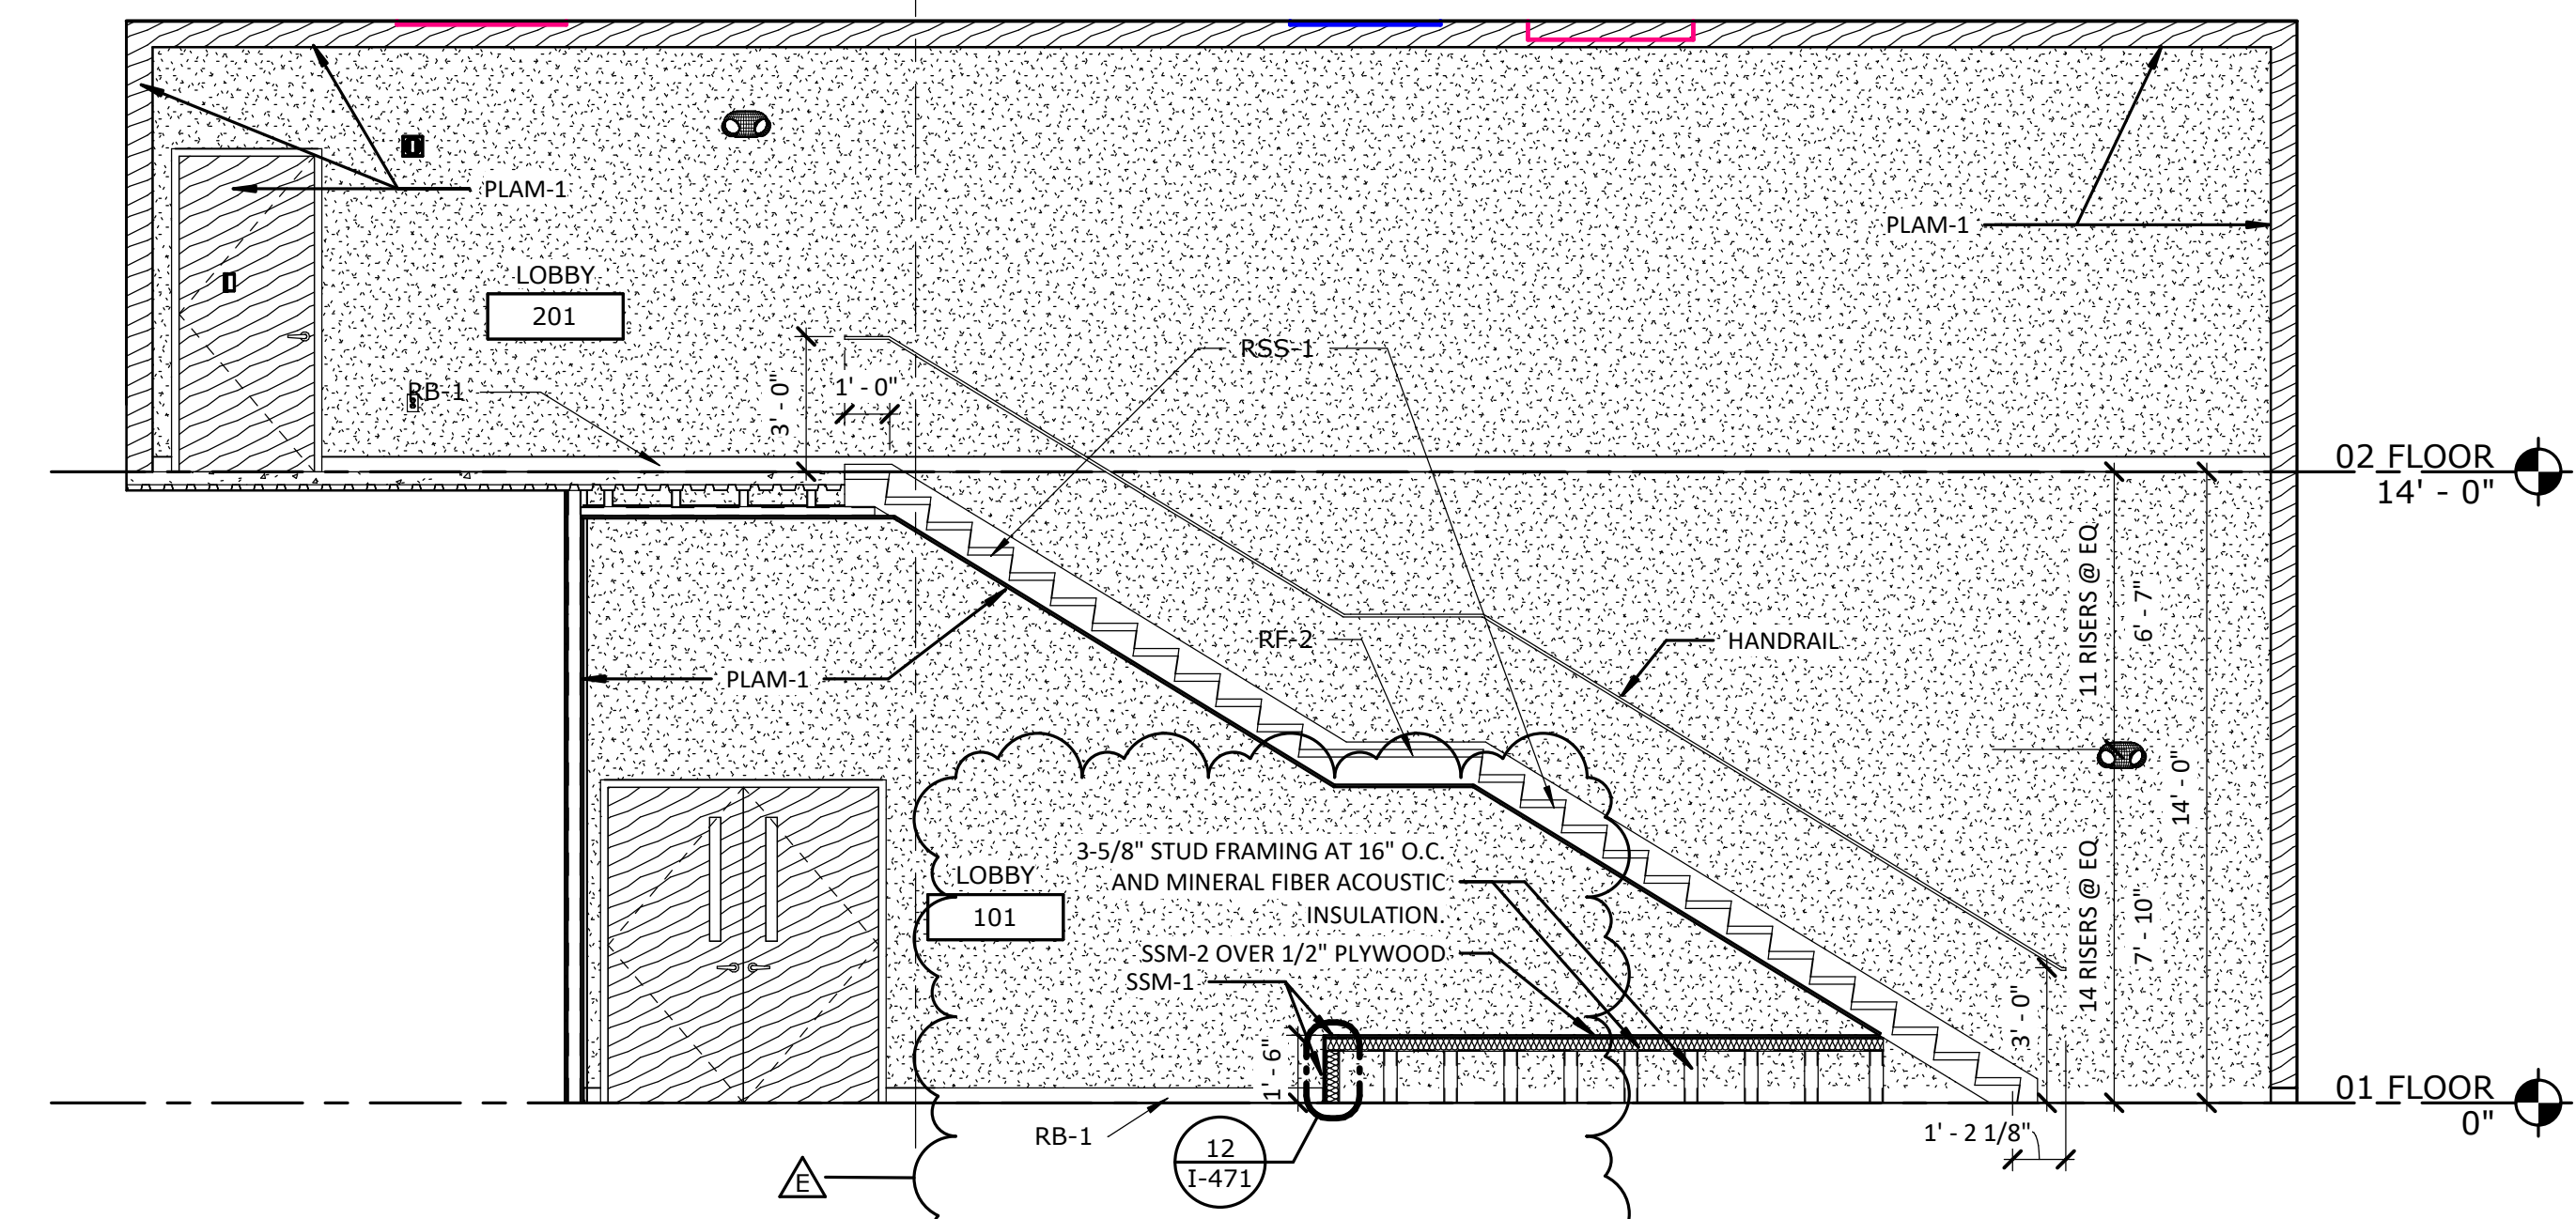 PLAM-1
PLAM-1
LOBBY
201
RSS-1
RB-1
3' - 0"
1' - 0"
02 FLOOR
14' - 0"
11 RISERS @ EQ
6' - 7"
RF-2
HANDRAIL
PLAM-1
14' - 0"
3-5/8" STUD FRAMING AT 16" O.C.
AND MINERAL FIBER ACOUSTIC
INSULATION.
LOBBY
101
14 RISERS @ EQ
7' - 10"
SSM-2 OVER 1/2" PLYWOOD
SSM-1
3' - 0"
1' - 6"
01 FLOOR
0"
RB-1
12
I-471
1' - 2 1/8"
E